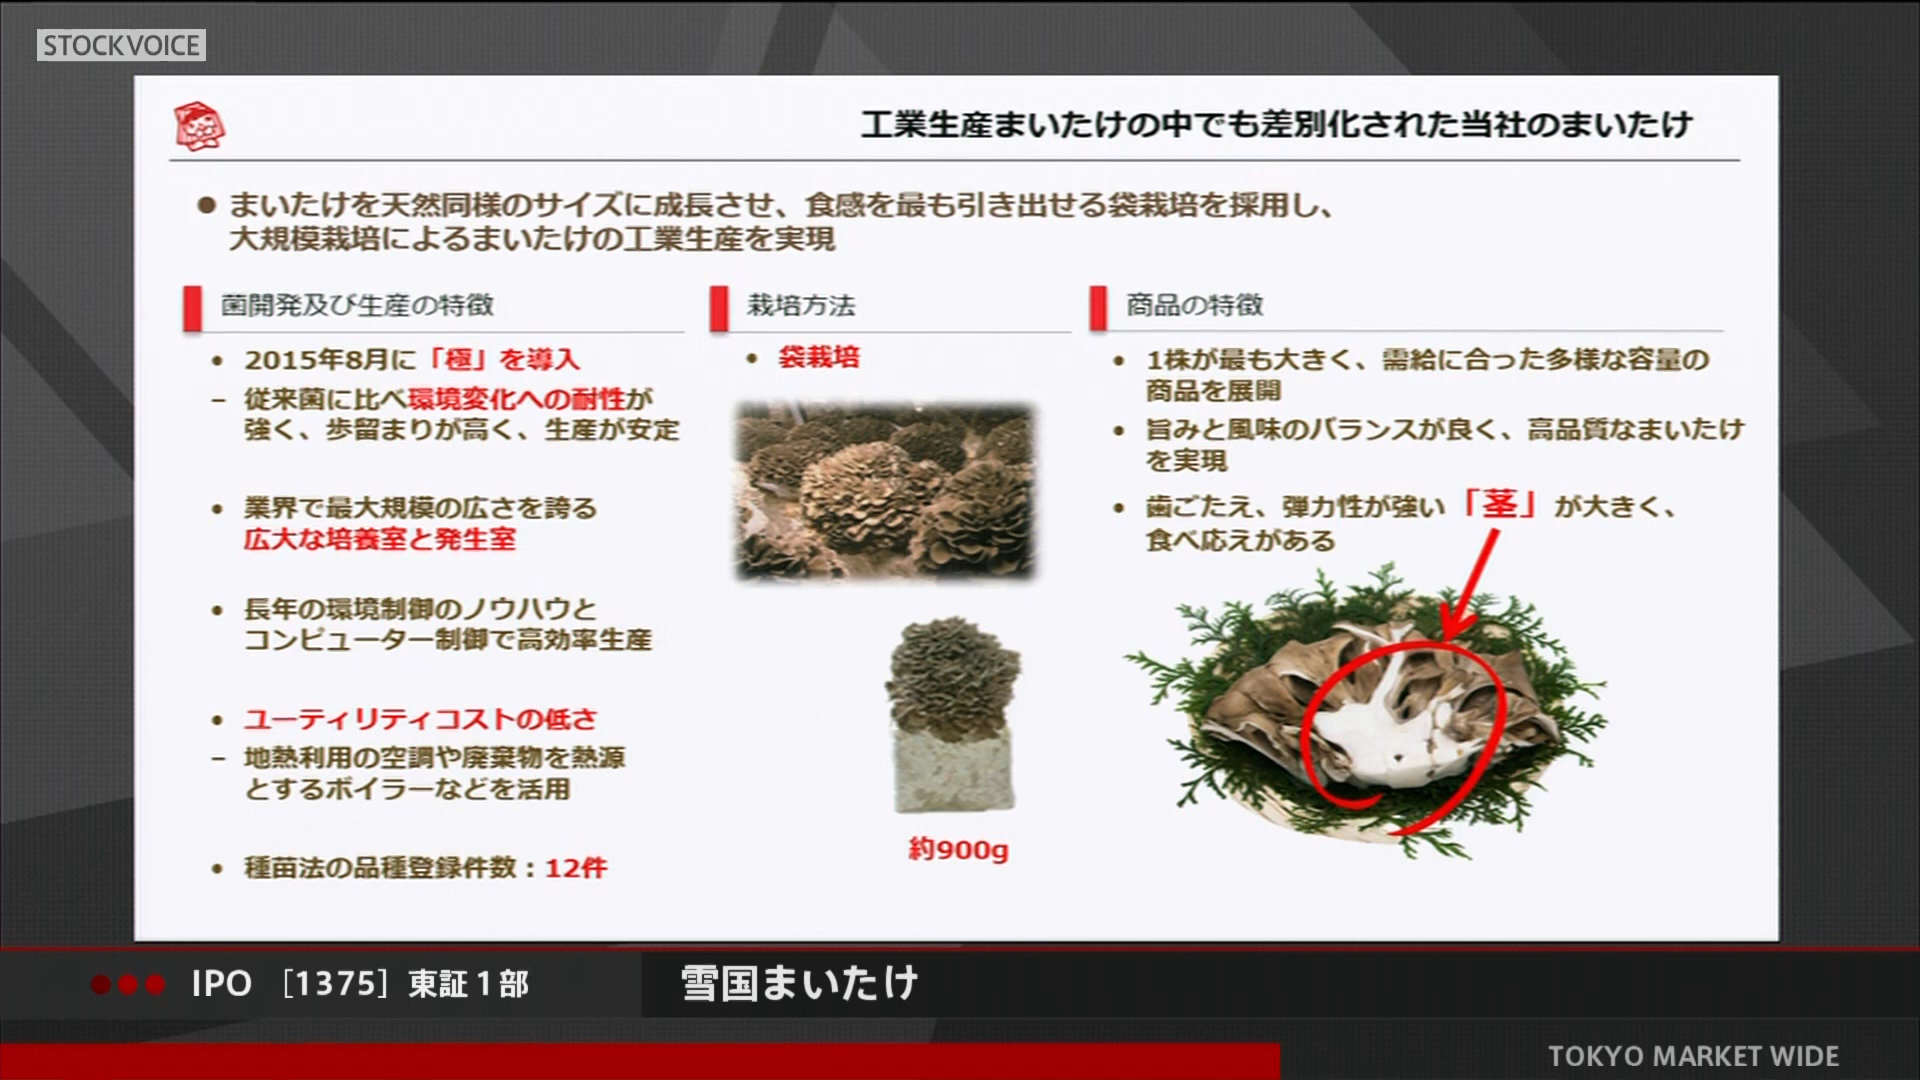 STOCKVOICE
工業生産まいたけの中でも差別化された当社のまいたけ
● まいたけを天然同様のサイズに成長させ、食感を最も引き出せる袋栽培を採用し、
大規模栽培によるまいたけの工業生産を実現
菌開発及び生産の特徴
• 2015年8月に「極」を導入
– 従来菌に比べ環境変化への耐性が
強く、歩留まりが高く、生産が安定
• 業界で最大規模の広さを誇る
広大な培養室と発生室
• 長年の環境制御のノウハウと
コンピューター制御で高効率生産
• ユーティリティコストの低さ
– 地熱利用の空調や廃棄物を熱源
とするボイラーなどを活用
• 種苗法の品種登録件数：12件
栽培方法
• 袋栽培
約900g
商品の特徴
• 1株が最も大きく、需給に合った多様な容量の
商品を展開
• 旨みと風味のバランスが良く、高品質なまいたけ
を実現
• 歯ごたえ、弾力性が強い「茎」が大きく、
食べ応えがある
IPO ［1375］東証１部
雪国まいたけ
TOKYO MARKET WIDE